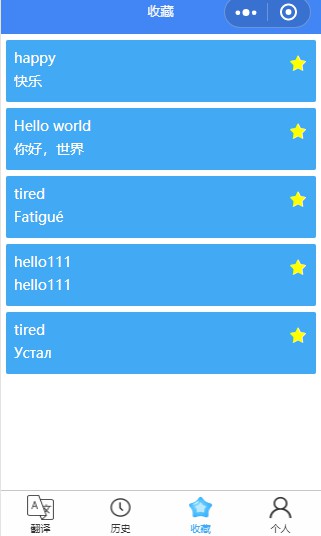 收藏
happy
快乐
Hello world
你好，世界
tired
Fatigué
hello111
hello111
tired
Устал
翻译
历史
收藏
个人